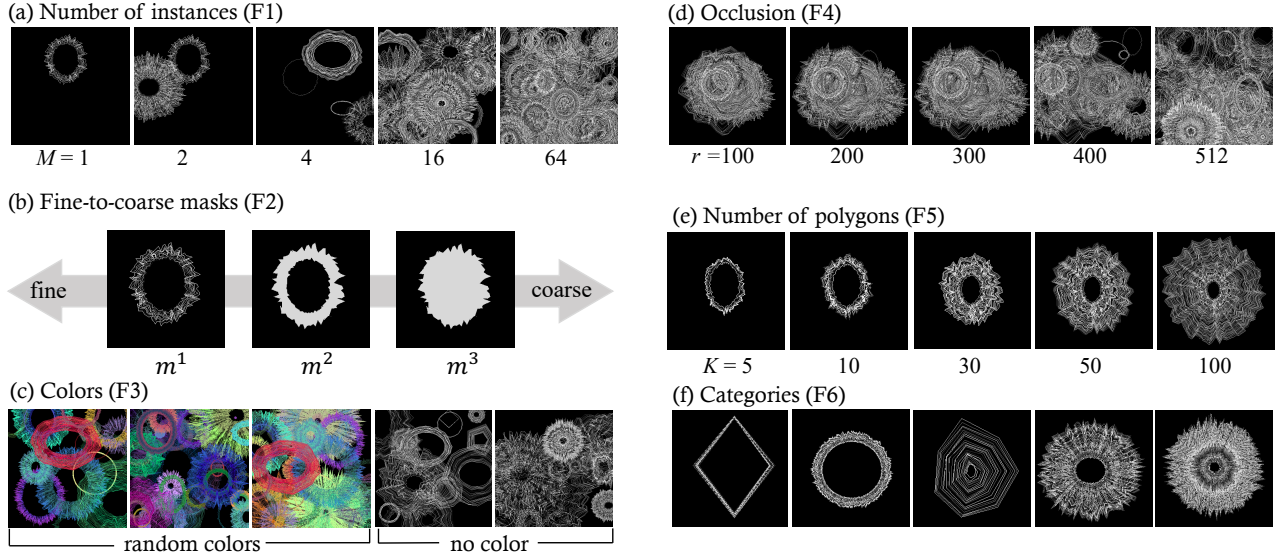 (a) Number of instances (F1)
M = 1 2 4 16 64
(b) Fine-to-coarse masks (F2)
fine coarse
m¹ m² m³
(c) Colors (F3)
random colors no color
(d) Occlusion (F4)
r =100 200 300 400 512
(e) Number of polygons (F5)
K = 5 10 30 50 100
(f) Categories (F6)